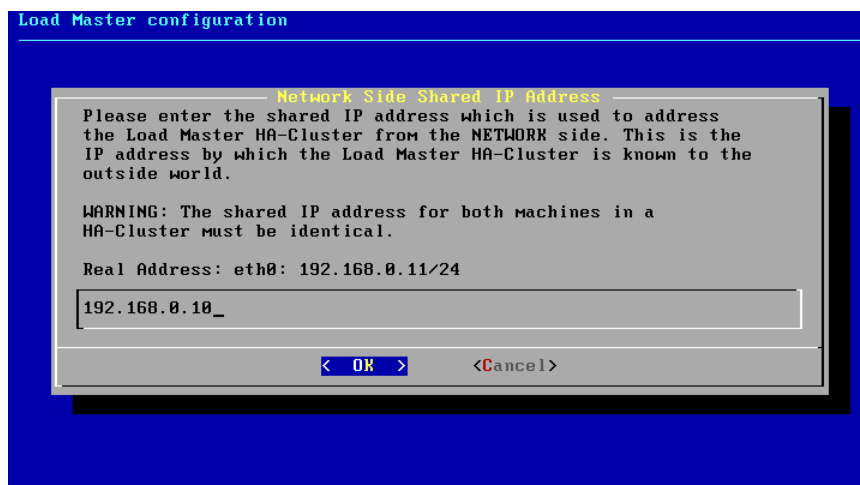 Load Master configuration
Network Side Shared IP Address
Please enter the shared IP address which is used to address
the Load Master HA-Cluster from the NETWORK side. This is the
IP address by which the Load Master HA-Cluster is known to the
outside world.
WARNING: The shared IP address for both machines in a
HA-Cluster must be identical.
Real Address: eth0: 192.168.0.11/24
192.168.0.10_
< OK > <Cancel>